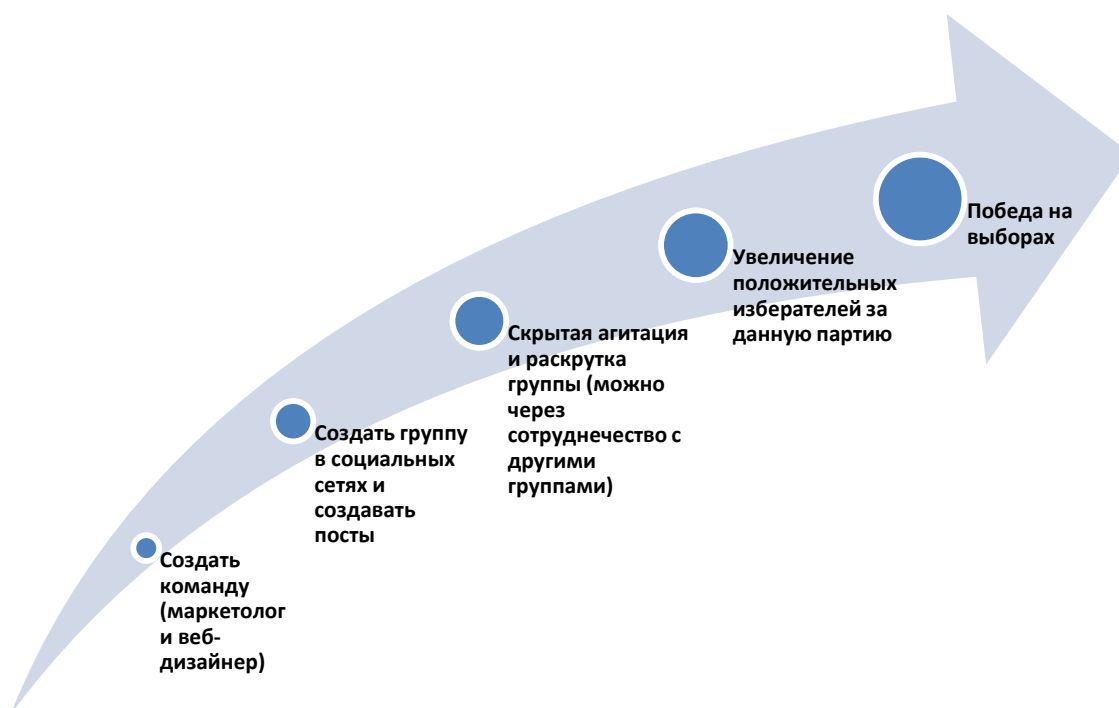 Создать
команду
(маркетолог
и веб-
дизайнер)
Создать группу
в социальных
сетях и
создавать
посты
Скрытая агитация
и раскрутка
группы (можно
через
сотруднечество с
другими
группами)
Увеличение
положительных
изберателей за
данную партию
Победа на
выборах